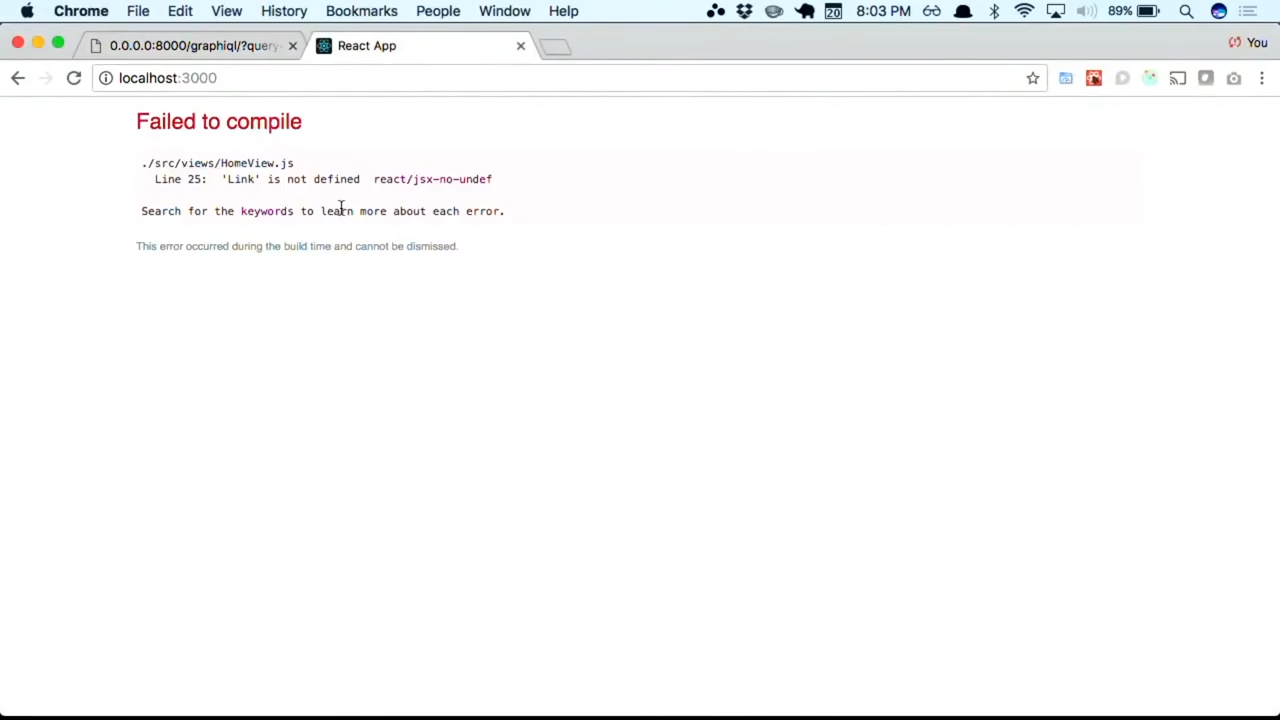 Chrome File Edit View History Bookmarks People Window Help 20 8:03 PM 89%
0.0.0.0:8000/graphiql/?query React App You
localhost:3000
Failed to compile
./src/views/HomeView.js
Line 25: 'Link' is not defined react/jsx-no-undef
Search for the keywords to learn more about each error.
This error occurred during the build time and cannot be dismissed.